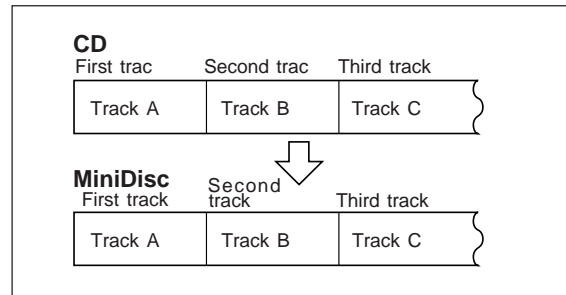 CD
First trac Second trac Third track
Track A Track B Track C
MiniDisc
First track Second track Third track
Track A Track B Track C